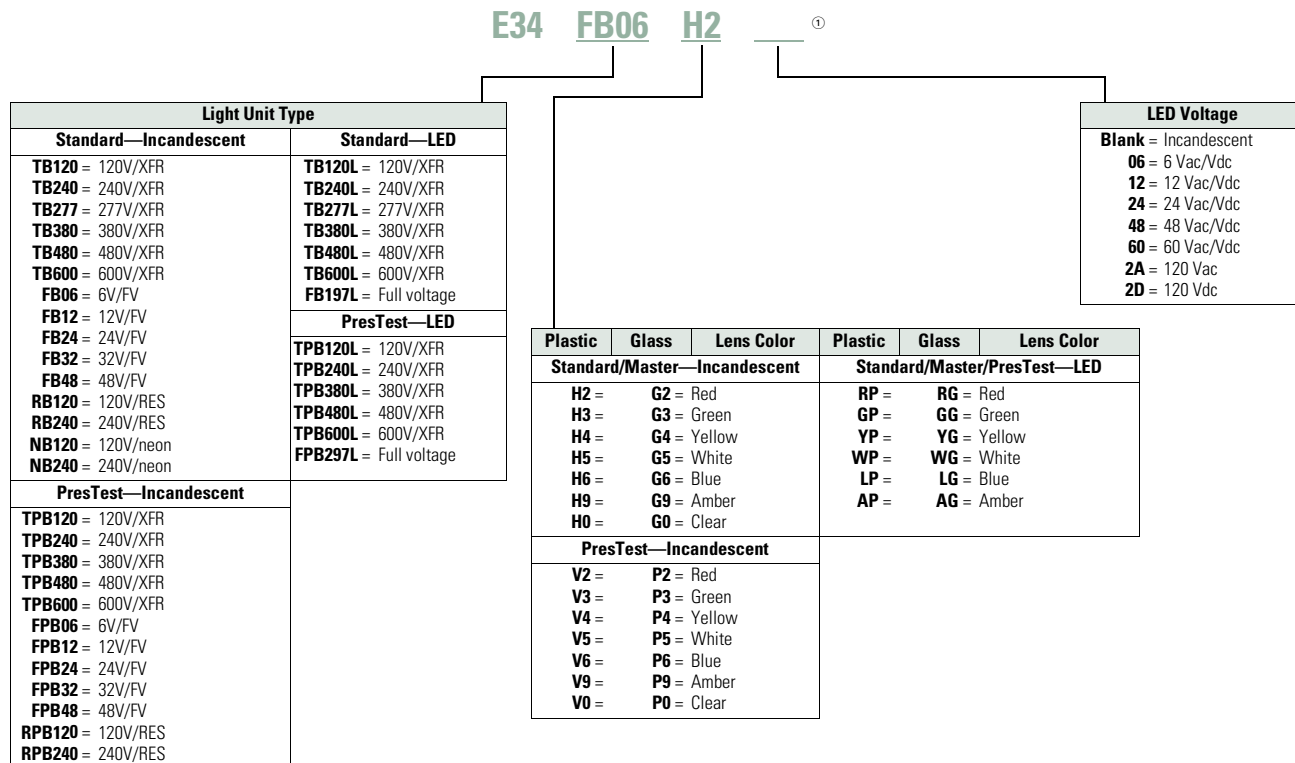 E34 FB06 H2 ___ ①
Light Unit Type
Standard—Incandescent
TB120 = 120V/XFR
TB240 = 240V/XFR
TB277 = 277V/XFR
TB380 = 380V/XFR
TB480 = 480V/XFR
TB600 = 600V/XFR
FB06 = 6V/FV
FB12 = 12V/FV
FB24 = 24V/FV
FB32 = 32V/FV
FB48 = 48V/FV
RB120 = 120V/RES
RB240 = 240V/RES
NB120 = 120V/neon
NB240 = 240V/neon
PresTest—Incandescent
TPB120 = 120V/XFR
TPB240 = 240V/XFR
TPB380 = 380V/XFR
TPB480 = 480V/XFR
TPB600 = 600V/XFR
FPB06 = 6V/FV
FPB12 = 12V/FV
FPB24 = 24V/FV
FPB32 = 32V/FV
FPB48 = 48V/FV
RPB120 = 120V/RES
RPB240 = 240V/RES
Standard—LED
TB120L = 120V/XFR
TB240L = 240V/XFR
TB277L = 277V/XFR
TB380L = 380V/XFR
TB480L = 480V/XFR
TB600L = 600V/XFR
FB197L = Full voltage
PresTest—LED
TPB120L = 120V/XFR
TPB240L = 240V/XFR
TPB380L = 380V/XFR
TPB480L = 480V/XFR
TPB600L = 600V/XFR
FPB297L = Full voltage
Plastic Glass Lens Color
Standard/Master—Incandescent
H2 = G2 = Red
H3 = G3 = Green
H4 = G4 = Yellow
H5 = G5 = White
H6 = G6 = Blue
H9 = G9 = Amber
H0 = G0 = Clear
PresTest—Incandescent
V2 = P2 = Red
V3 = P3 = Green
V4 = P4 = Yellow
V5 = P5 = White
V6 = P6 = Blue
V9 = P9 = Amber
V0 = P0 = Clear
Plastic Glass Lens Color
Standard/Master/PresTest—LED
RP = RG = Red
GP = GG = Green
YP = YG = Yellow
WP = WG = White
LP = LG = Blue
AP = AG = Amber
LED Voltage
Blank = Incandescent
06 = 6 Vac/Vdc
12 = 12 Vac/Vdc
24 = 24 Vac/Vdc
48 = 48 Vac/Vdc
60 = 60 Vac/Vdc
2A = 120 Vac
2D = 120 Vdc